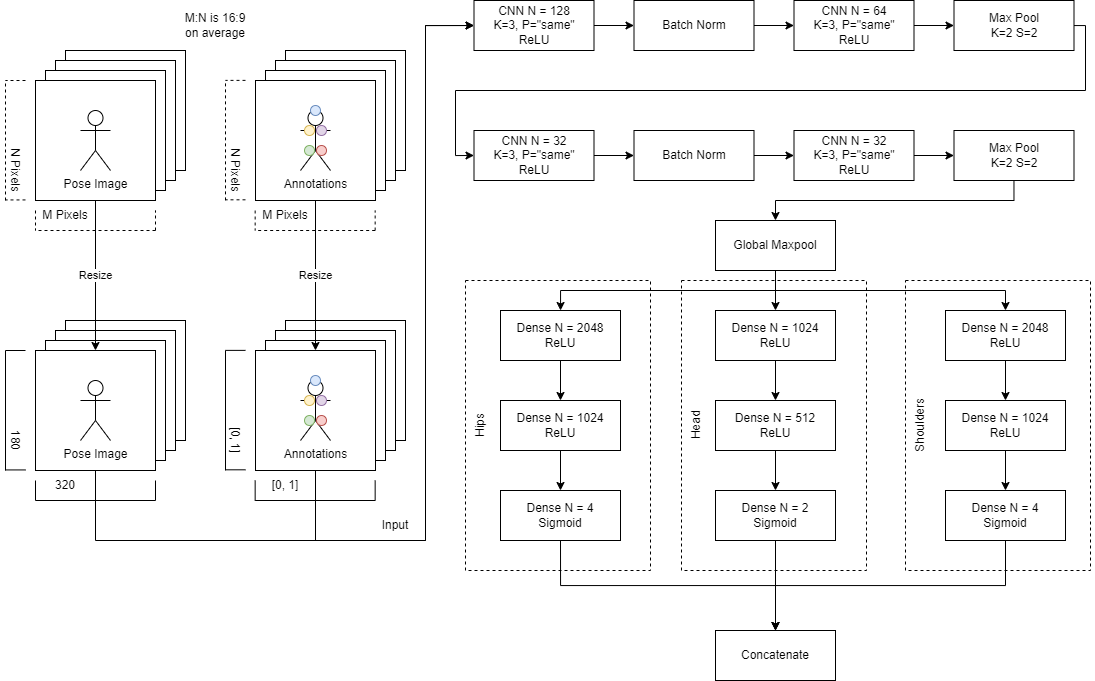 M:N is 16:9
on average
N Pixels
Pose Image
M Pixels
N Pixels
Annotations
M Pixels
Resize
Resize
180
Pose Image
320
[0, 1]
Annotations
[0, 1]
Input
CNN N = 128
K=3, P="same"
ReLU
Batch Norm
CNN N = 64
K=3, P="same"
ReLU
Max Pool
K=2 S=2
CNN N = 32
K=3, P="same"
ReLU
Batch Norm
CNN N = 32
K=3, P="same"
ReLU
Max Pool
K=2 S=2
Global Maxpool
Hips
Dense N = 2048
ReLU
Dense N = 1024
ReLU
Dense N = 4
Sigmoid
Head
Dense N = 1024
ReLU
Dense N = 512
ReLU
Dense N = 2
Sigmoid
Shoulders
Dense N = 2048
ReLU
Dense N = 1024
ReLU
Dense N = 4
Sigmoid
Concatenate